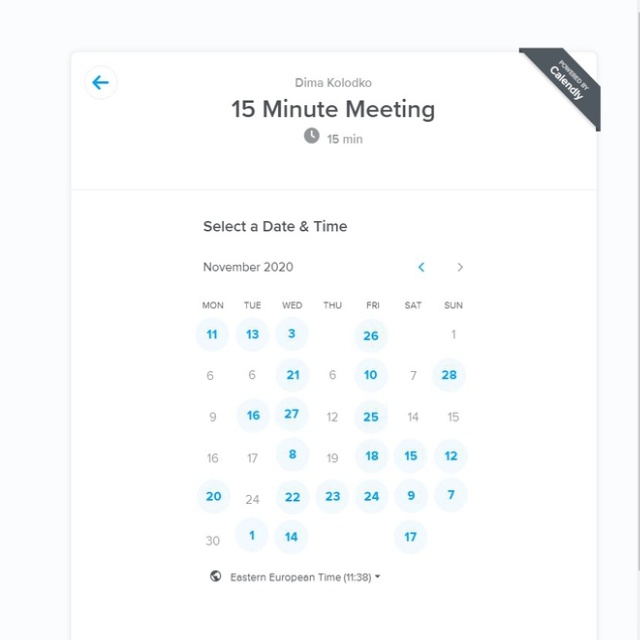 POWERED BY
Calendly
Dima Kolodko
15 Minute Meeting
15 min
Select a Date & Time
November 2020
MON TUE WED THU FRI SAT SUN
11 13 3 26 1
6 6 21 6 10 7 28
9 16 27 12 25 14 15
16 17 8 19 18 15 12
20 24 22 23 24 9 7
30 1 14 17
Eastern European Time (11:38)